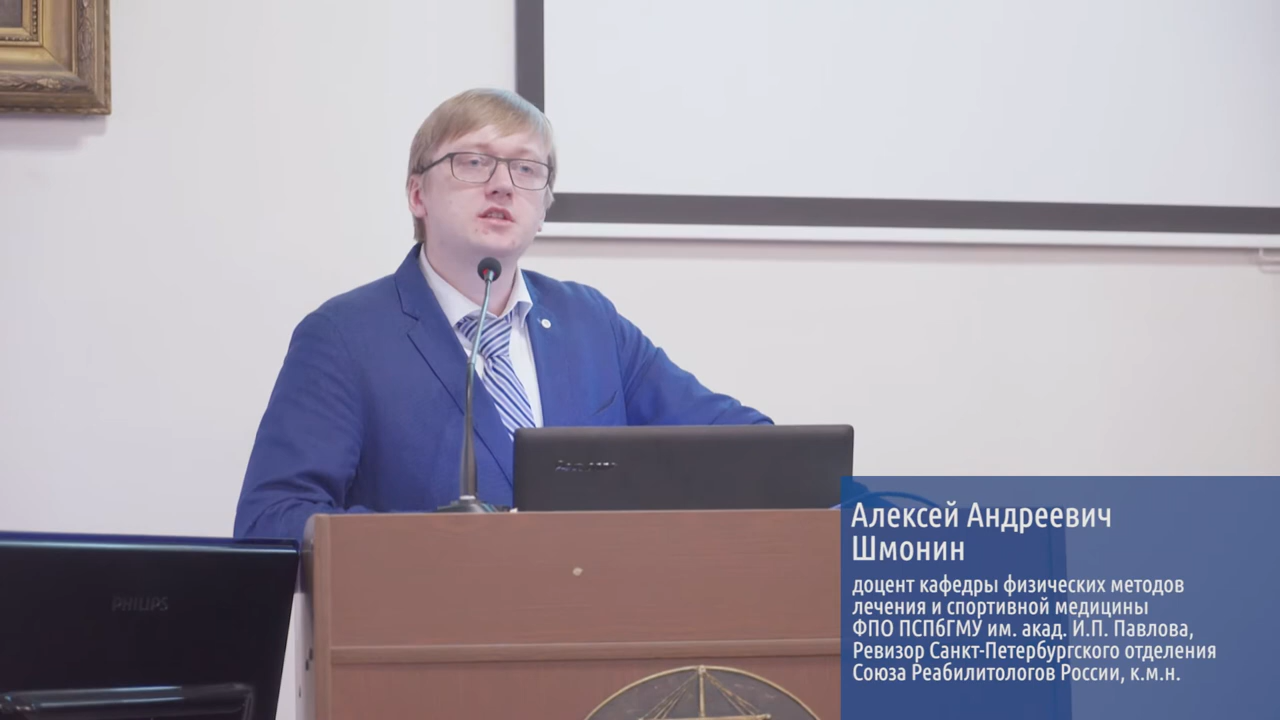 Алексей Андреевич
Шмонин
доцент кафедры физических методов
лечения и спортивной медицины
ФПО ПСПбГМУ им. акад. И.П. Павлова,
Ревизор Санкт-Петербургского отделения
Союза Реабилитологов России, к.м.н.
PHILIPS